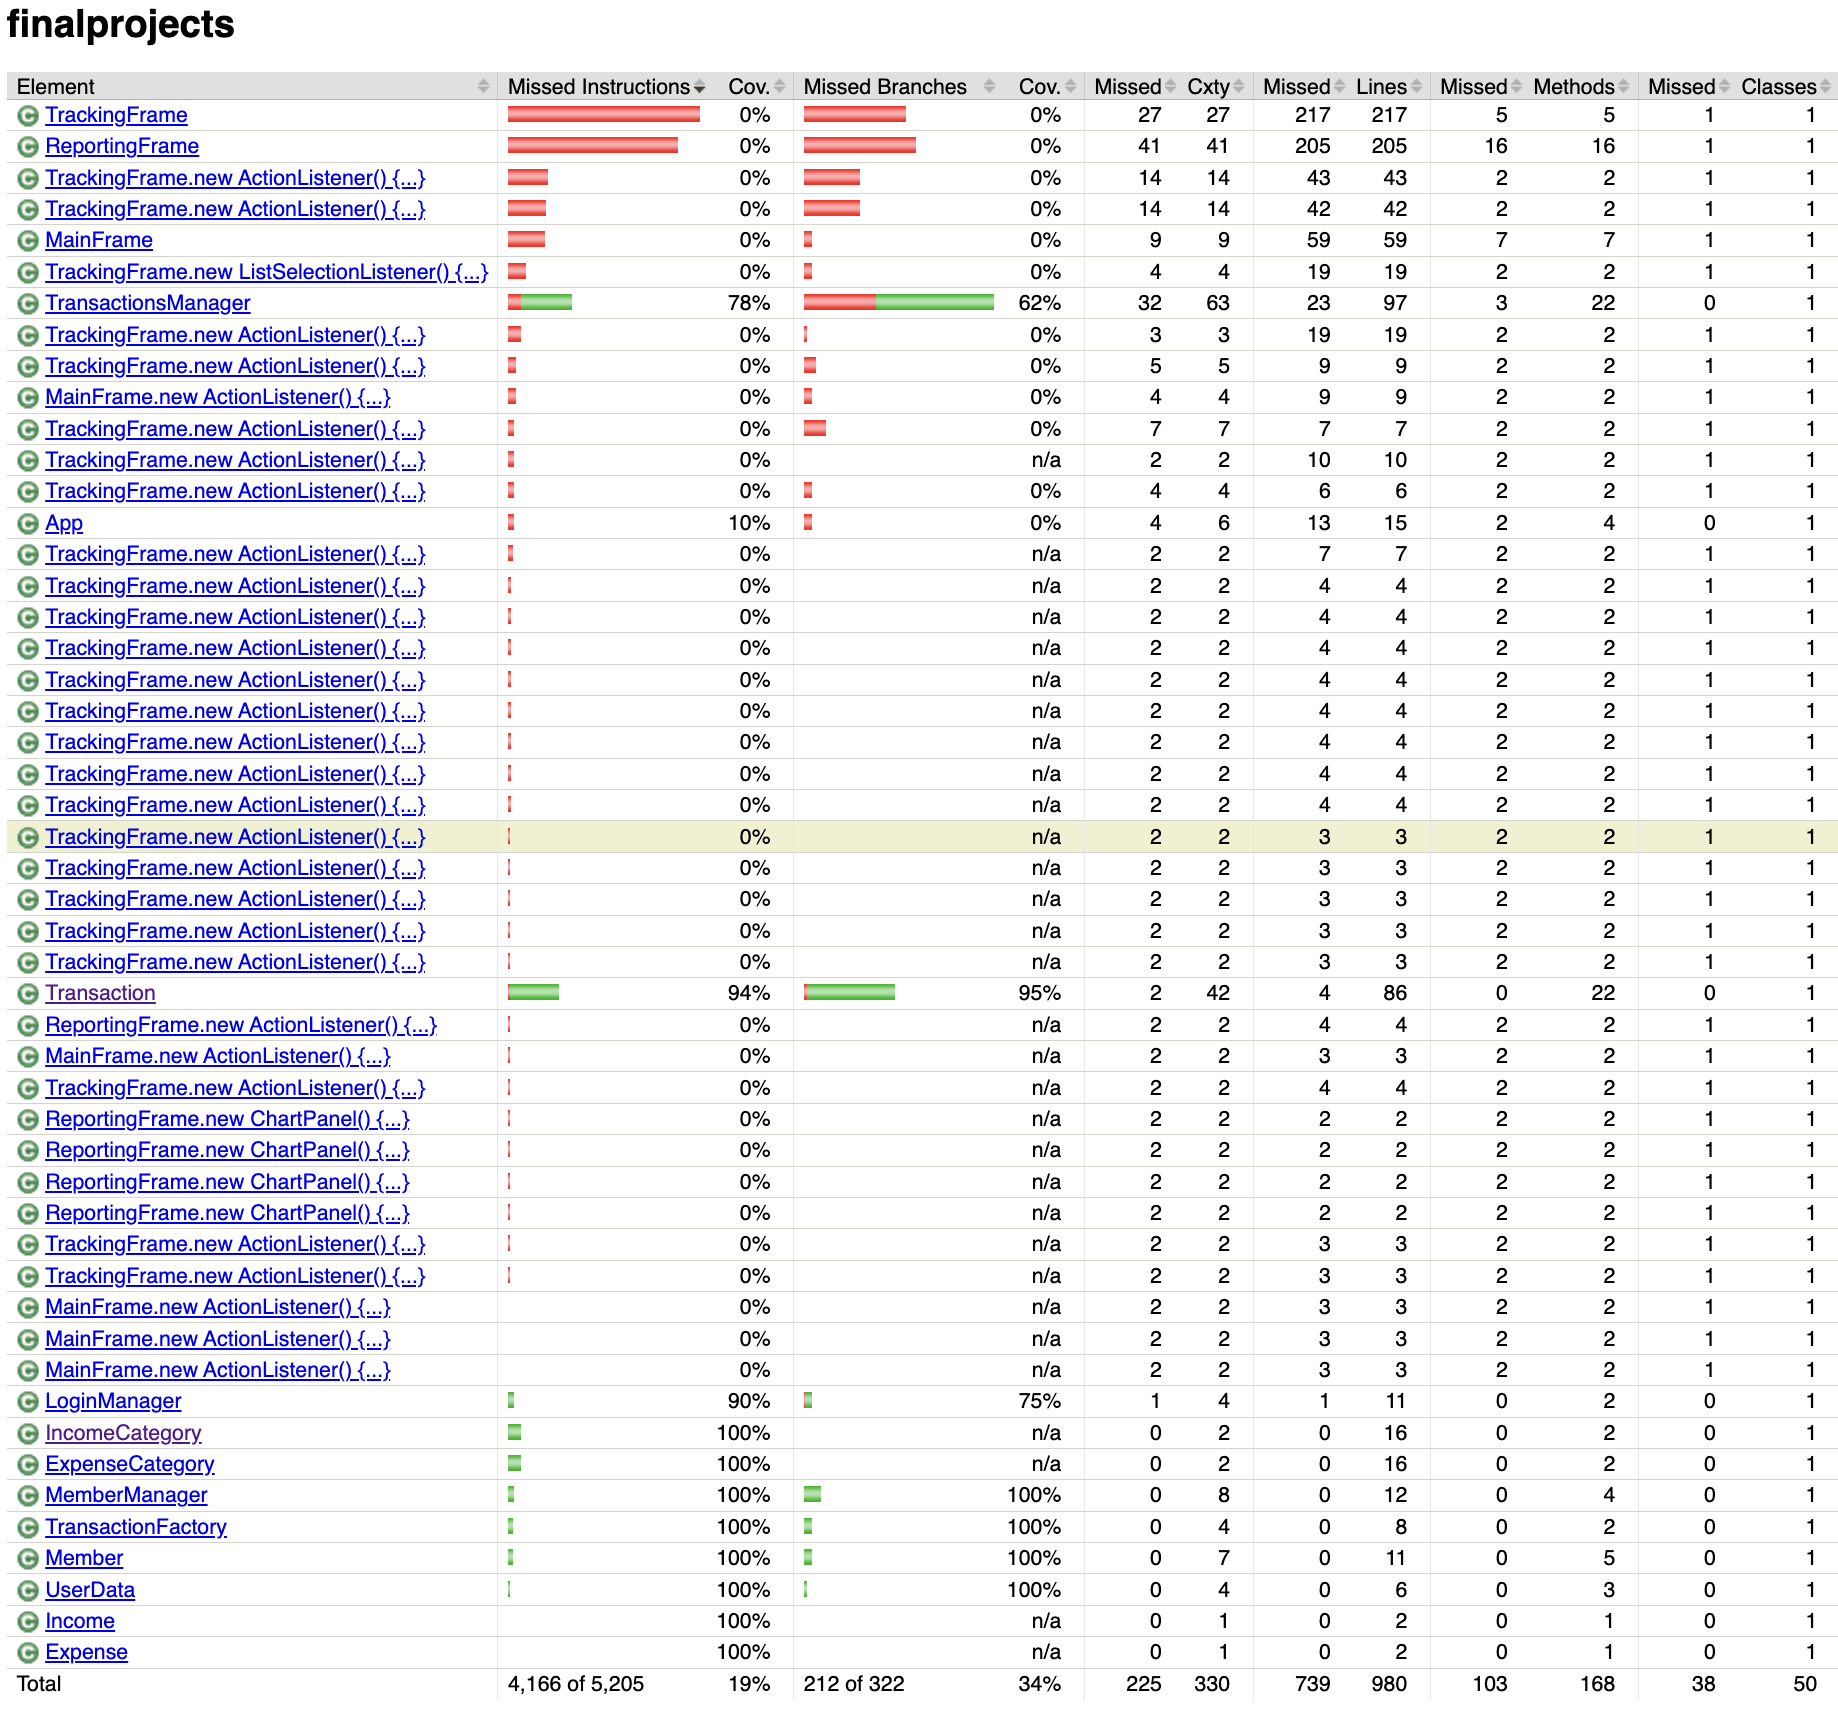 finalprojects
Element Missed Instructions Cov. Missed Branches Cov. Missed Cxty Missed Lines Missed Methods Missed Classes
TrackingFrame 0% 0% 27 27 217 217 5 5 1 1
ReportingFrame 0% 0% 41 41 205 205 16 16 1 1
TrackingFrame.new ActionListener() {...} 0% 0% 14 14 43 43 2 2 1 1
TrackingFrame.new ActionListener() {...} 0% 0% 14 14 42 42 2 2 1 1
MainFrame 0% 0% 9 9 59 59 7 7 1 1
TrackingFrame.new ListSelectionListener() {...} 0% 0% 4 4 19 19 2 2 1 1
TransactionsManager 78% 62% 32 63 23 97 3 22 0 1
TrackingFrame.new ActionListener() {...} 0% 0% 3 3 19 19 2 2 1 1
TrackingFrame.new ActionListener() {...} 0% 0% 5 5 9 9 2 2 1 1
MainFrame.new ActionListener() {...} 0% 0% 4 4 9 9 2 2 1 1
TrackingFrame.new ActionListener() {...} 0% 0% 7 7 7 7 2 2 1 1
TrackingFrame.new ActionListener() {...} 0% n/a 2 2 10 10 2 2 1 1
TrackingFrame.new ActionListener() {...} 0% 0% 4 4 6 6 2 2 1 1
App 10% 0% 4 6 13 15 2 4 0 1
TrackingFrame.new ActionListener() {...} 0% n/a 2 2 7 7 2 2 1 1
TrackingFrame.new ActionListener() {...} 0% n/a 2 2 4 4 2 2 1 1
TrackingFrame.new ActionListener() {...} 0% n/a 2 2 4 4 2 2 1 1
TrackingFrame.new ActionListener() {...} 0% n/a 2 2 4 4 2 2 1 1
TrackingFrame.new ActionListener() {...} 0% n/a 2 2 4 4 2 2 1 1
TrackingFrame.new ActionListener() {...} 0% n/a 2 2 4 4 2 2 1 1
TrackingFrame.new ActionListener() {...} 0% n/a 2 2 4 4 2 2 1 1
TrackingFrame.new ActionListener() {...} 0% n/a 2 2 4 4 2 2 1 1
TrackingFrame.new ActionListener() {...} 0% n/a 2 2 4 4 2 2 1 1
TrackingFrame.new ActionListener() {...} 0% n/a 2 2 3 3 2 2 1 1
TrackingFrame.new ActionListener() {...} 0% n/a 2 2 3 3 2 2 1 1
TrackingFrame.new ActionListener() {...} 0% n/a 2 2 3 3 2 2 1 1
TrackingFrame.new ActionListener() {...} 0% n/a 2 2 3 3 2 2 1 1
TrackingFrame.new ActionListener() {...} 0% n/a 2 2 3 3 2 2 1 1
Transaction 94% 95% 2 42 4 86 0 22 0 1
ReportingFrame.new ActionListener() {...} 0% n/a 2 2 4 4 2 2 1 1
MainFrame.new ActionListener() {...} 0% n/a 2 2 3 3 2 2 1 1
TrackingFrame.new ActionListener() {...} 0% n/a 2 2 4 4 2 2 1 1
ReportingFrame.new ChartPanel() {...} 0% n/a 2 2 2 2 2 2 1 1
ReportingFrame.new ChartPanel() {...} 0% n/a 2 2 2 2 2 2 1 1
ReportingFrame.new ChartPanel() {...} 0% n/a 2 2 2 2 2 2 1 1
ReportingFrame.new ChartPanel() {...} 0% n/a 2 2 2 2 2 2 1 1
TrackingFrame.new ActionListener() {...} 0% n/a 2 2 3 3 2 2 1 1
TrackingFrame.new ActionListener() {...} 0% n/a 2 2 3 3 2 2 1 1
MainFrame.new ActionListener() {...} 0% n/a 2 2 3 3 2 2 1 1
MainFrame.new ActionListener() {...} 0% n/a 2 2 3 3 2 2 1 1
MainFrame.new ActionListener() {...} 0% n/a 2 2 3 3 2 2 1 1
LoginManager 90% 75% 1 4 1 11 0 2 0 1
IncomeCategory 100% n/a 0 2 0 16 0 2 0 1
ExpenseCategory 100% n/a 0 2 0 16 0 2 0 1
MemberManager 100% 100% 0 8 0 12 0 4 0 1
TransactionFactory 100% 100% 0 4 0 8 0 2 0 1
Member 100% 100% 0 7 0 11 0 5 0 1
UserData 100% 100% 0 4 0 6 0 3 0 1
Income 100% n/a 0 1 0 2 0 1 0 1
Expense 100% n/a 0 1 0 2 0 1 0 1
Total 4,166 of 5,205 19% 212 of 322 34% 225 330 739 980 103 168 38 50